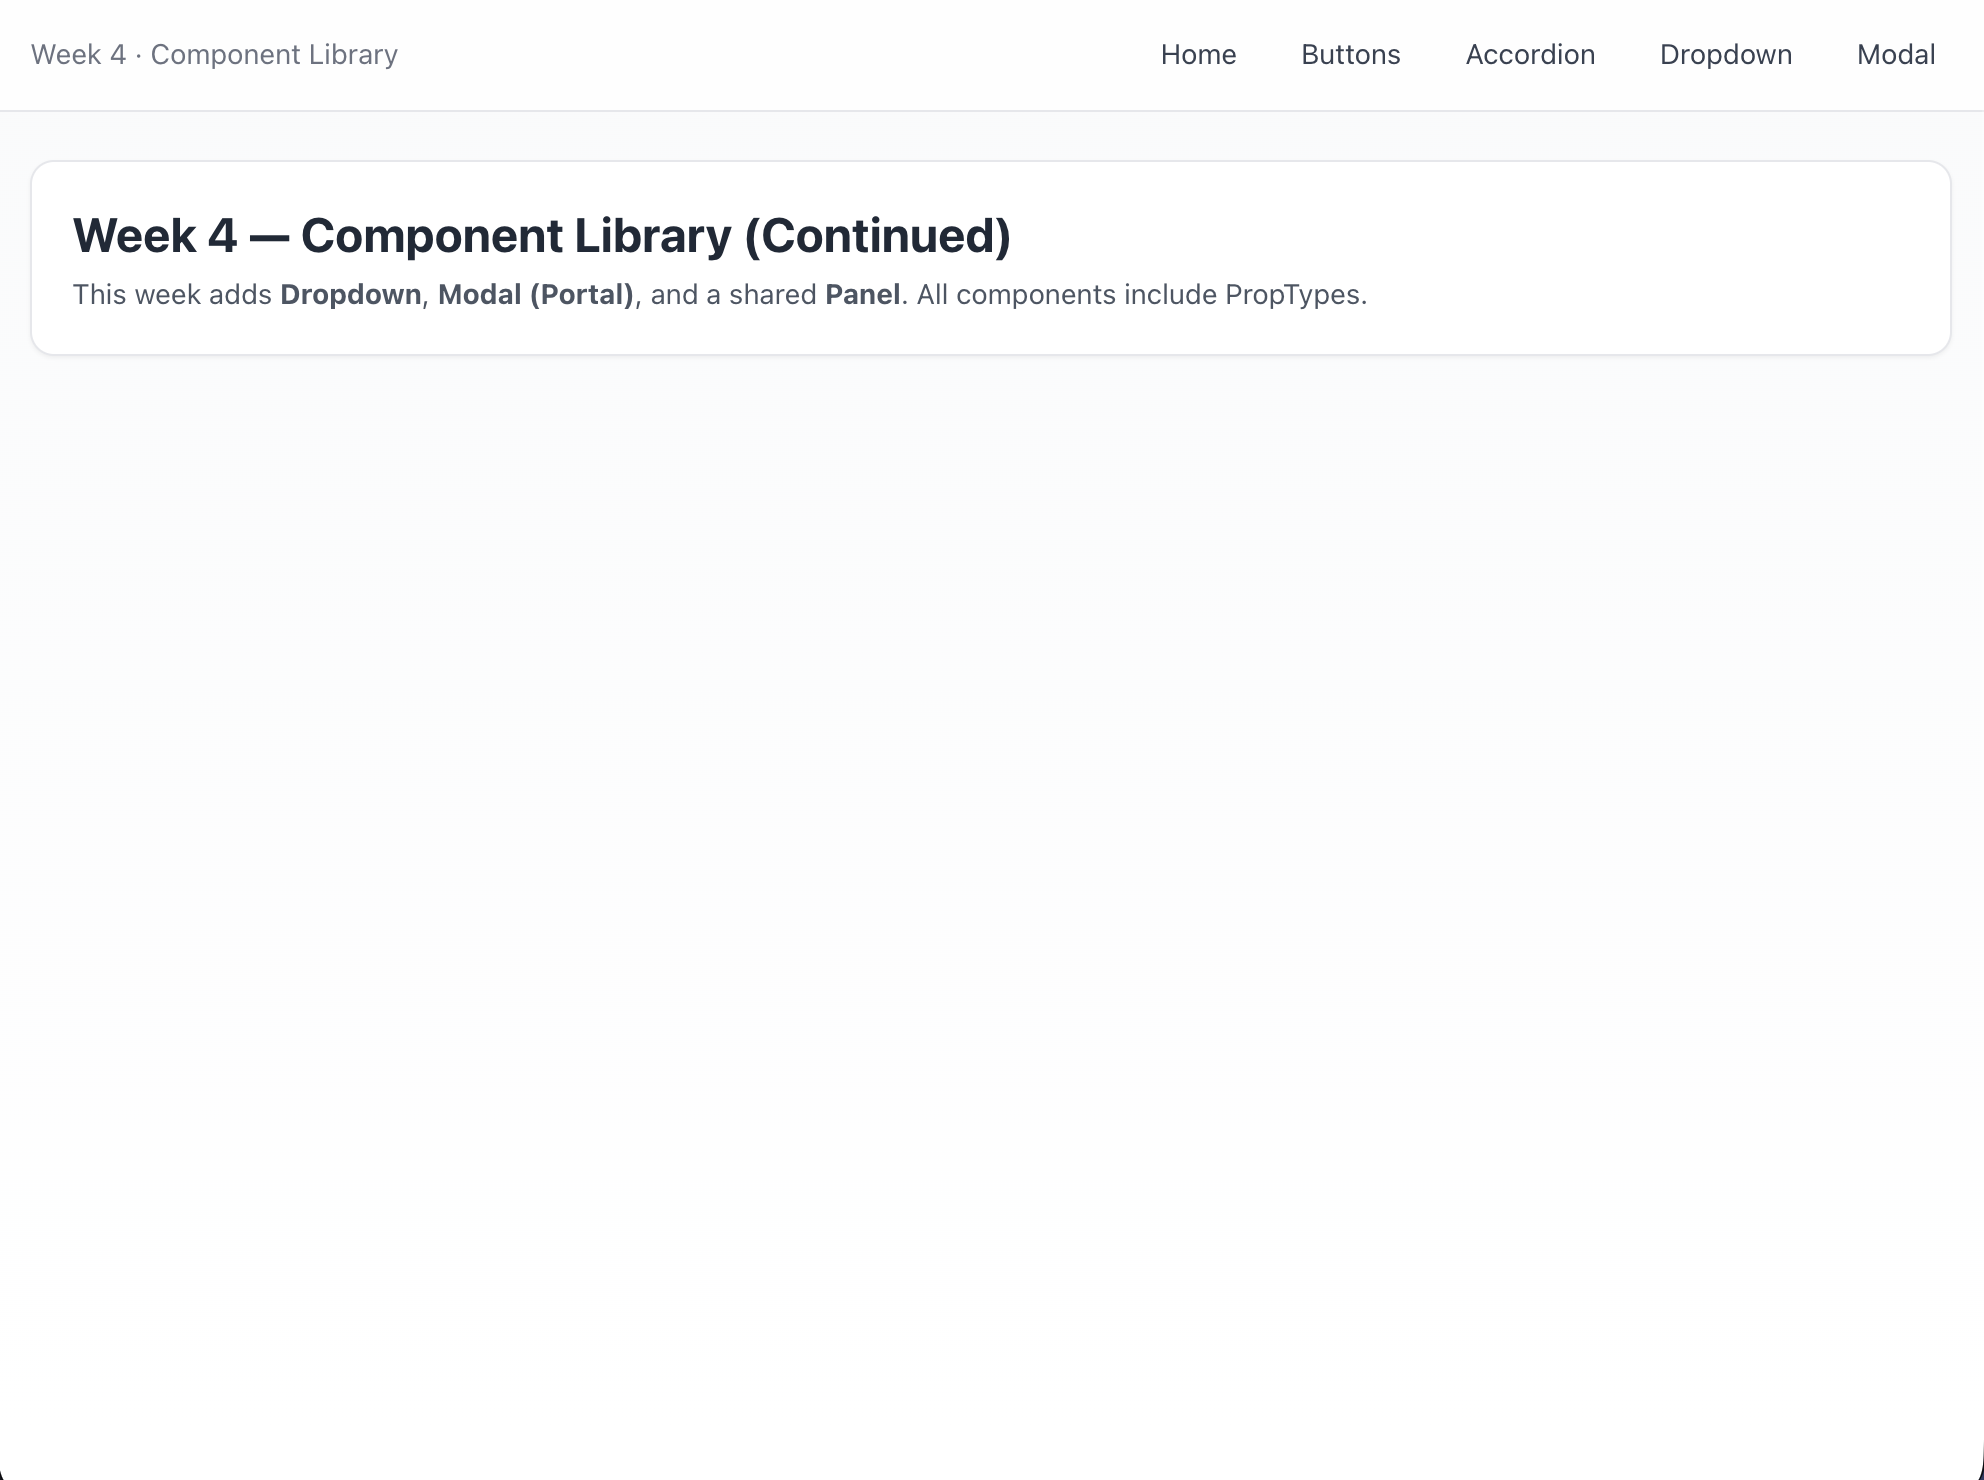 Week 4 · Component Library
Home Buttons Accordion Dropdown Modal
Week 4 — Component Library (Continued)
This week adds Dropdown, Modal (Portal), and a shared Panel. All components include PropTypes.